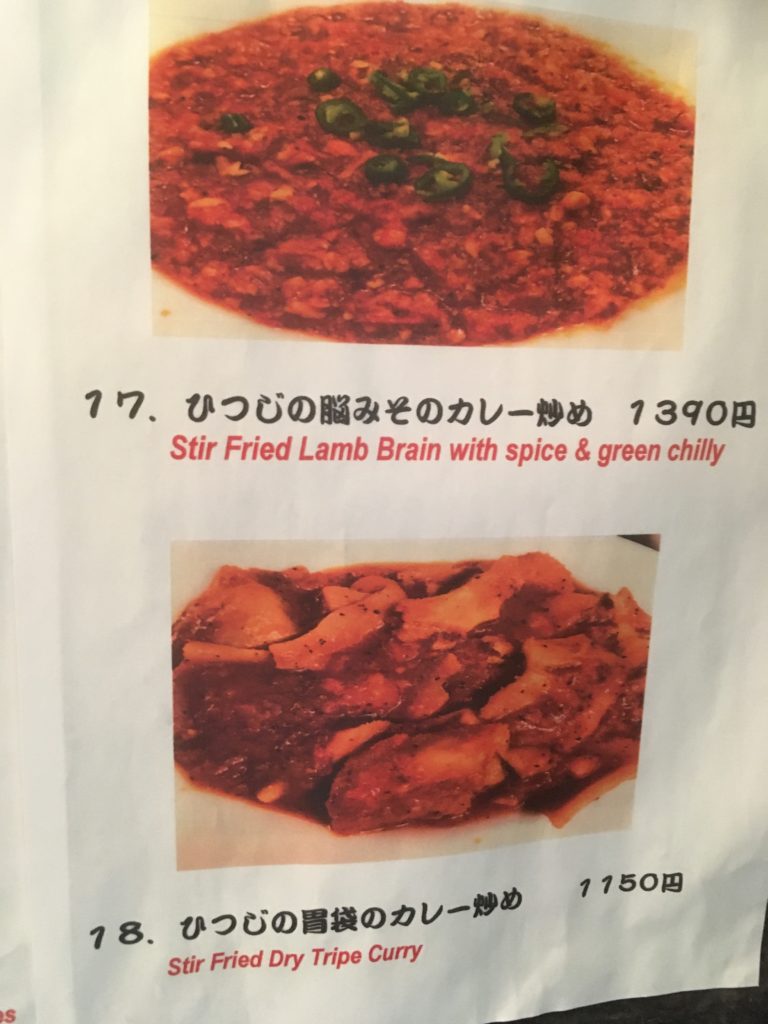 17. ひつじの脳みそのカレー炒め 1390円
Stir Fried Lamb Brain with spice & green chilly
18. ひつじの胃袋のカレー炒め 1150円
Stir Fried Dry Tripe Curry